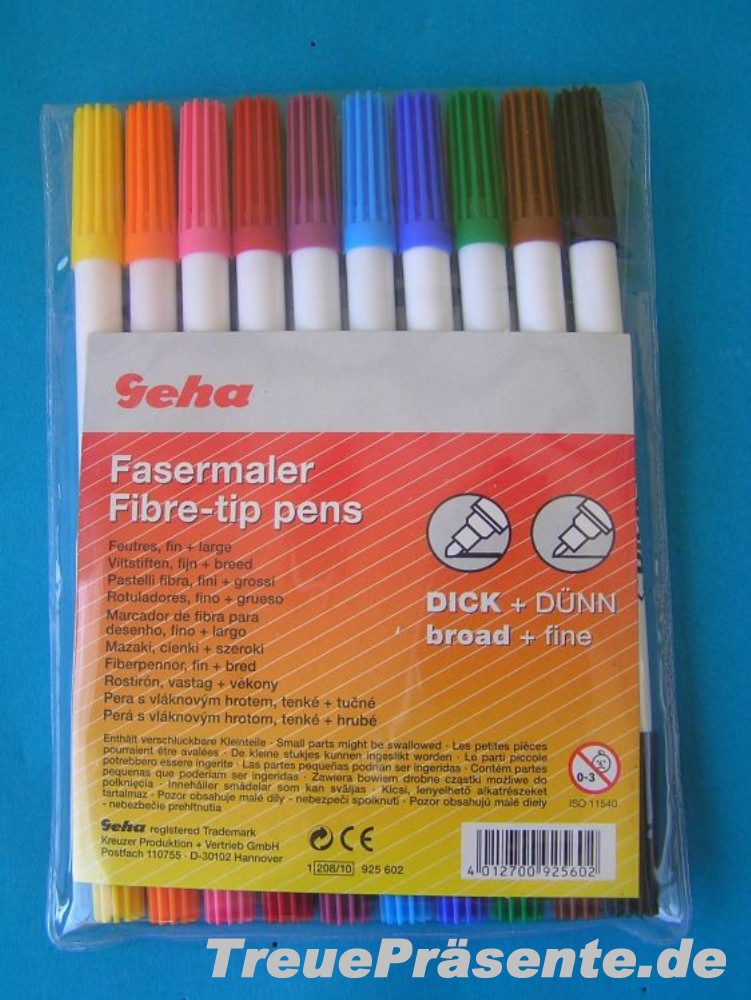 Geha
Fasermaler
Fibre-tip pens
Feutres, fin + large
Viltstiften, fijn + breed
Pastelli fibra, fini + grossi
Rotuladores, fino + grueso
Marcador de fibra para
desenho, fino + largo
Mazaki, cienki + szeroki
Fiberpennor, fin + bred
Rostirón, vastag + vékony
Pera s vláknovým hrotem, tenké + tučné
Perá s vláknovým hrotom, tenké + hrubé
DICK + DÜNN
broad + fine
Enthält verschluckbare Kleinteile · Small parts might be swallowed · Les petites pièces
pourraient être avalées · De kleine stukjes kunnen ingeslikt worden · Le parti piccole
potrebbero essere ingerite · Las partes pequeñas podrían ser ingeridas · Contém partes
pequenas que poderiam ser ingeridas · Zawiera bowiem drobne cząstki możliwe do
połknięcia · Innehåller smådelar som kan sväljas · Kicsi, lenyelhető alkatrészeket
tartalmaz · Pozor obsahuje malé díly - nebezpečí spolknutí · Pozor obsahujú malé diely
- nebezbečie prehltnutia
0-3
ISO 11540
Geha registered Trademark
Kreuzer Produktion + Vertrieb GmbH
Postfach 110755 · D-30102 Hannover
CE
1 208/10 925 602
4 012700 925602
TreuePräsente.de